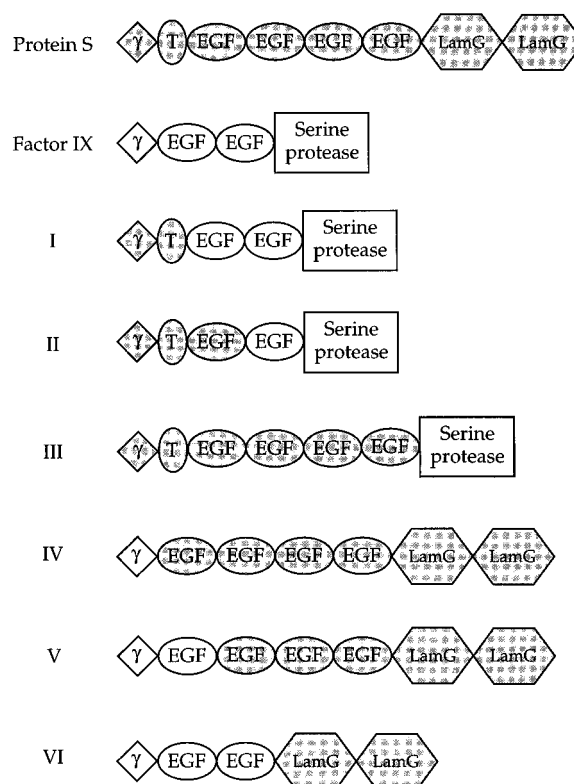 Protein S γ T EGF EGF EGF EGF LamG LamG
Factor IX γ EGF EGF Serine protease
I γ T EGF EGF Serine protease
II γ T EGF EGF Serine protease
III γ T EGF EGF EGF EGF Serine protease
IV γ EGF EGF EGF EGF LamG LamG
V γ EGF EGF EGF EGF LamG LamG
VI γ EGF EGF LamG LamG